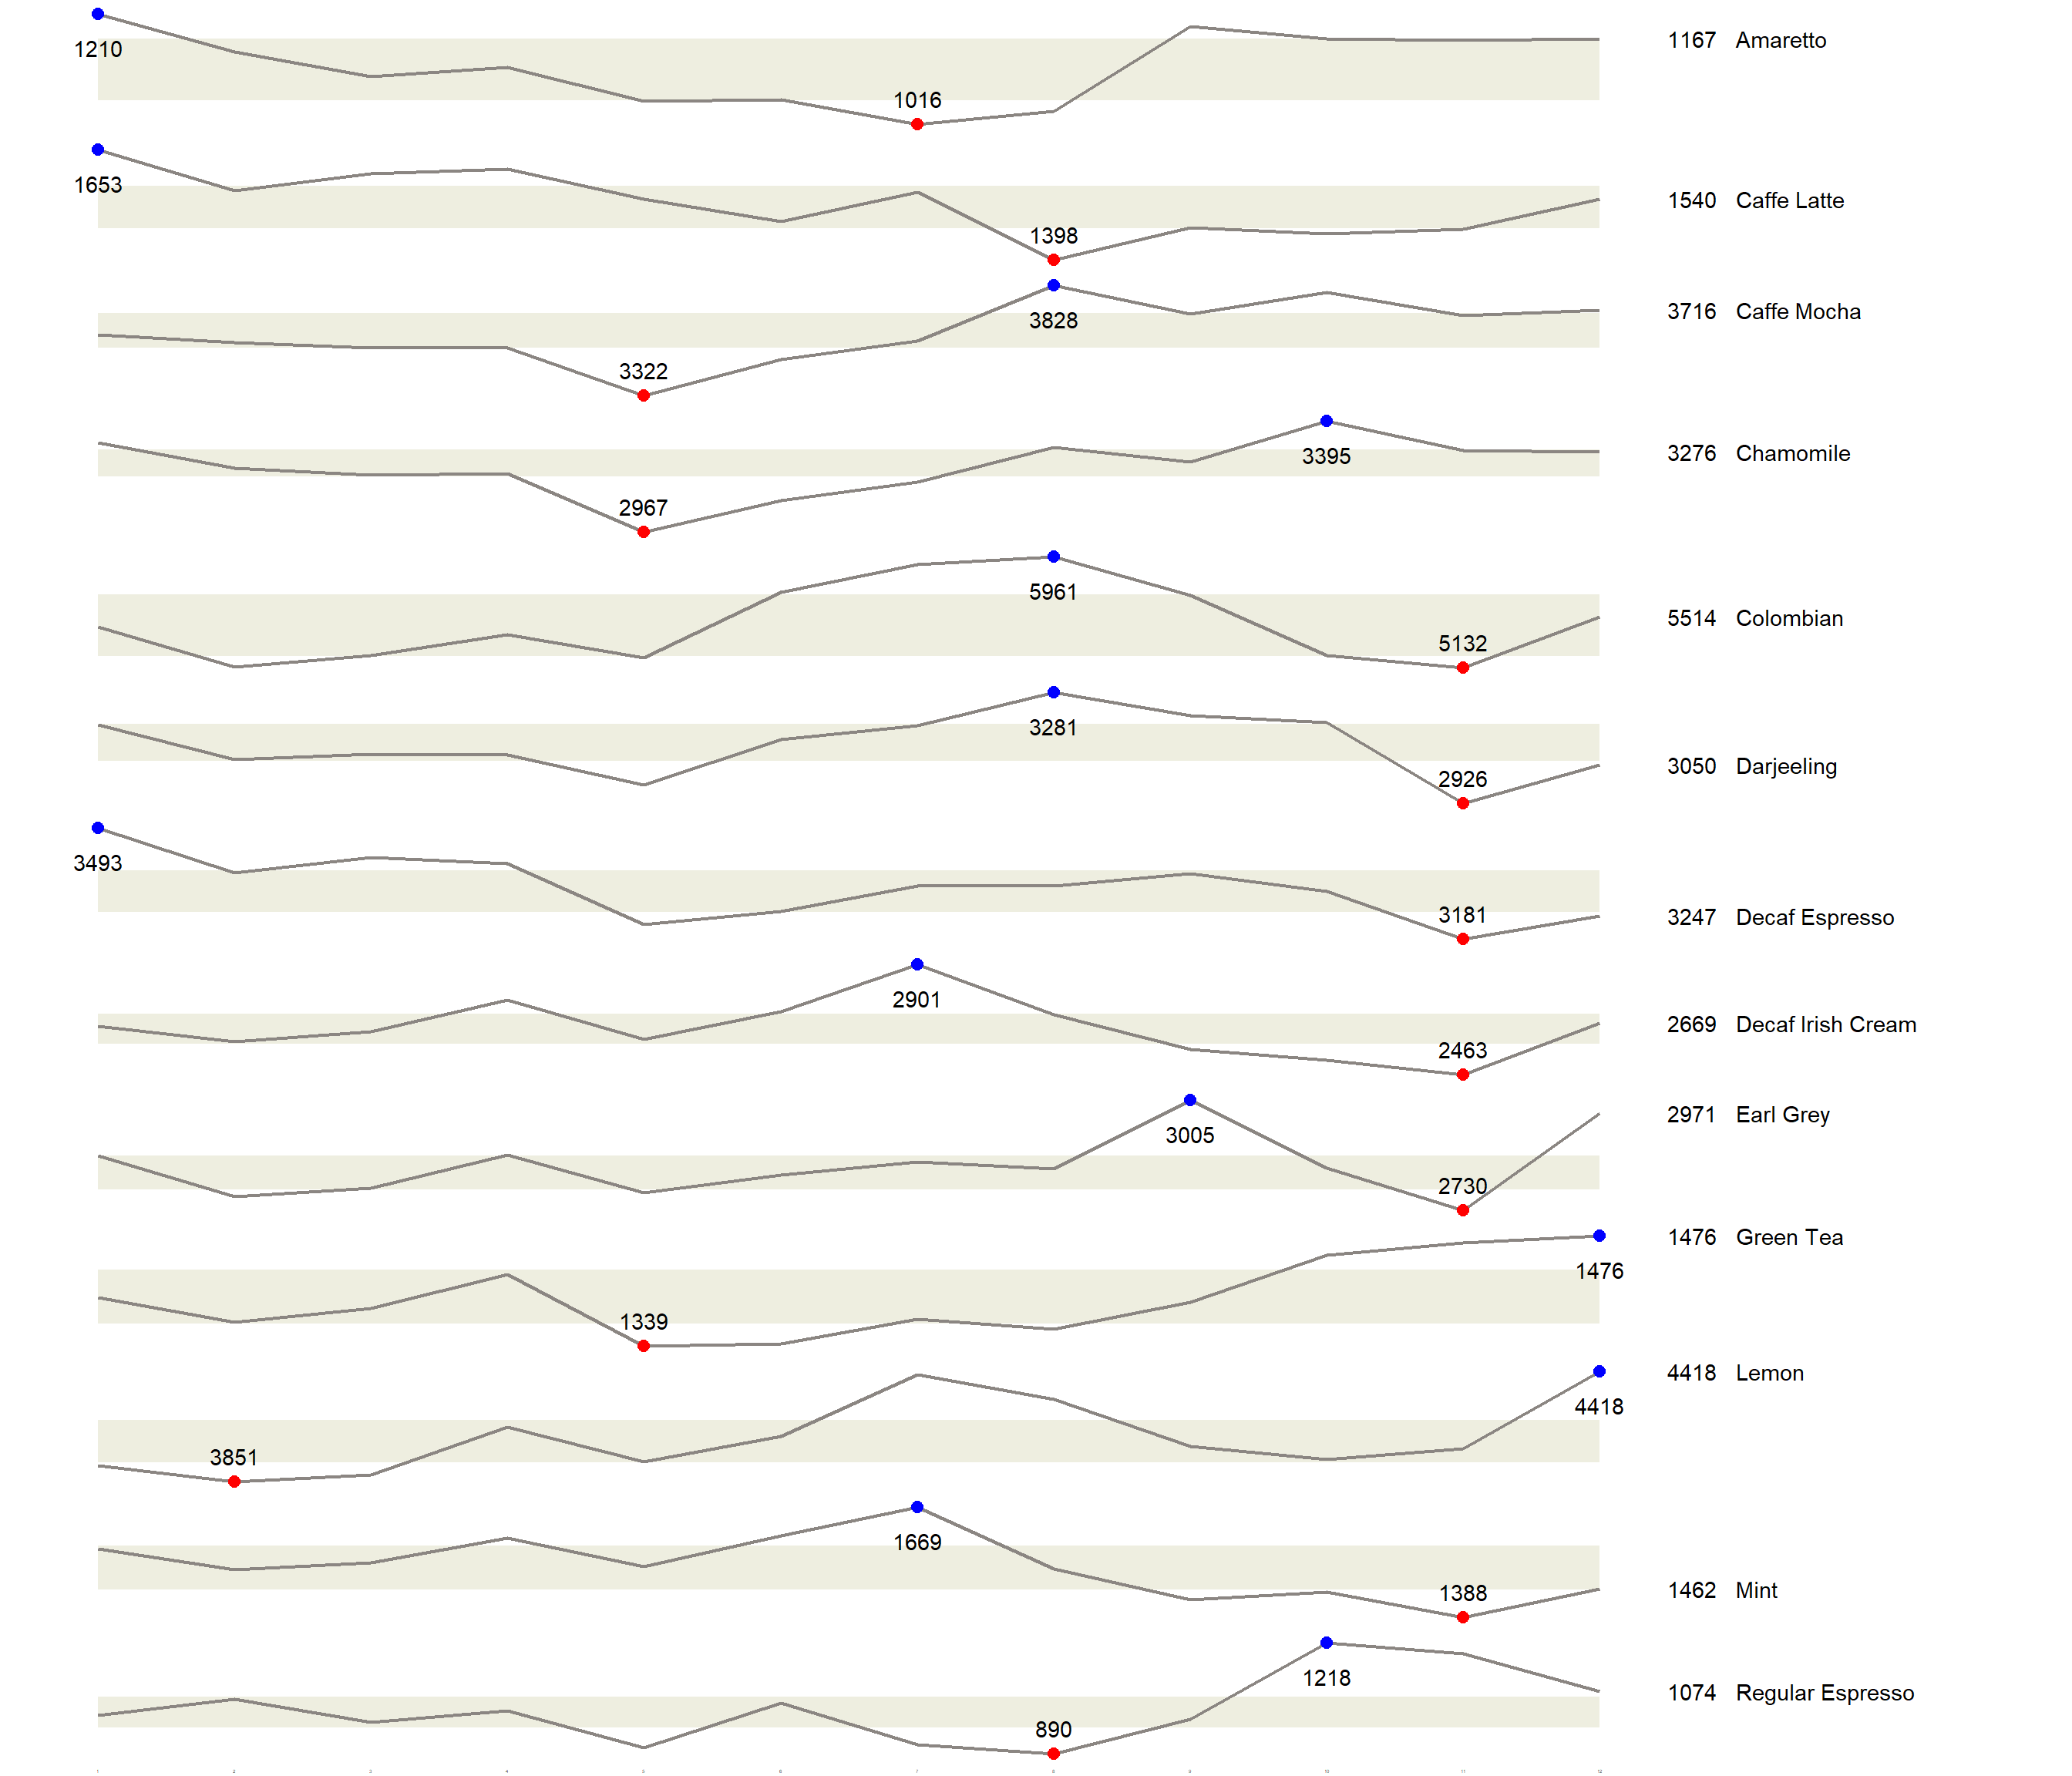 1210
1016
1167 Amaretto
1653
1398
1540 Caffe Latte
3322
3828
3716 Caffe Mocha
2967
3395
3276 Chamomile
5961
5132
5514 Colombian
3281
2926
3050 Darjeeling
3493
3181
3247 Decaf Espresso
2901
2463
2669 Decaf Irish Cream
3005
2730
2971 Earl Grey
1339
1476
1476 Green Tea
3851
4418
4418 Lemon
1669
1388
1462 Mint
890
1218
1074 Regular Espresso